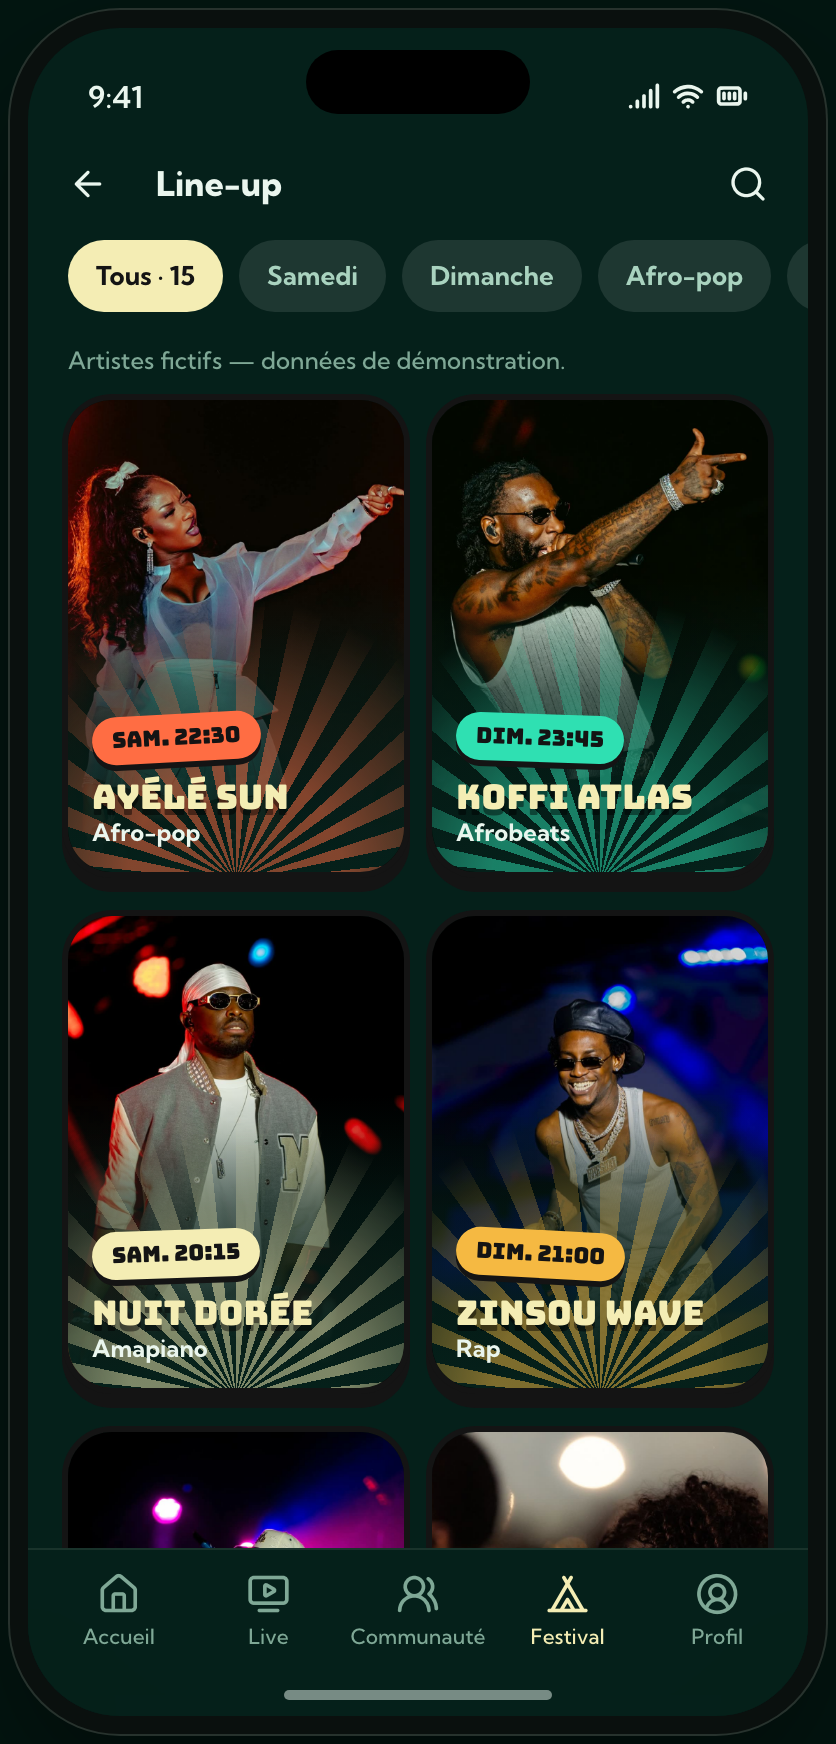 9:41
Line-up
Tous · 15 Samedi Dimanche Afro-pop
Artistes fictifs — données de démonstration.
SAM. 22:30
AYÉLÉ SUN
Afro-pop
DIM. 23:45
KOFFI ATLAS
Afrobeats
SAM. 20:15
NUIT DORÉE
Amapiano
DIM. 21:00
ZINSOU WAVE
Rap
Accueil Live Communauté Festival Profil